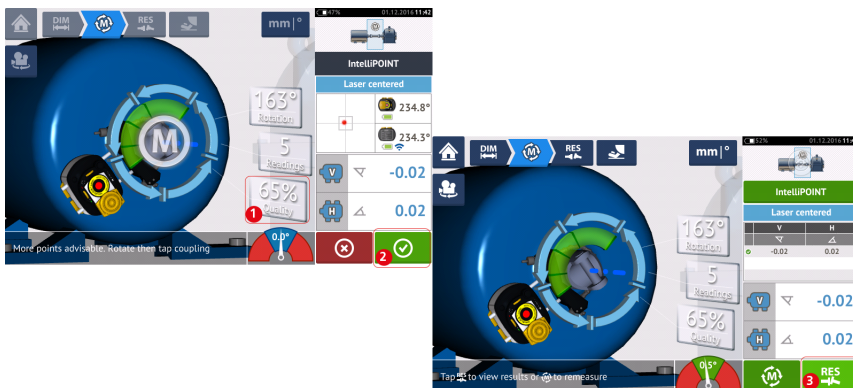 DIM
M
RES
mm|°
47%
01.12.2016 11:42
IntelliPOINT
Laser centered
234.8°
234.3°
163°
Rotation
5
Readings
65%
Quality
1
M
V
-0.02
H
0.02
More points advisable. Rotate then tap coupling
0.0°
2
DIM
M
RES
mm|°
52%
01.12.2016 11:4
IntelliPOINT
Laser centered
V H
-0.02 0.02
163°
Rotation
5
Readings
65%
Quality
V
-0.02
H
0.02
Tap to view results or M to remeasure
0.5°
M
3
RES